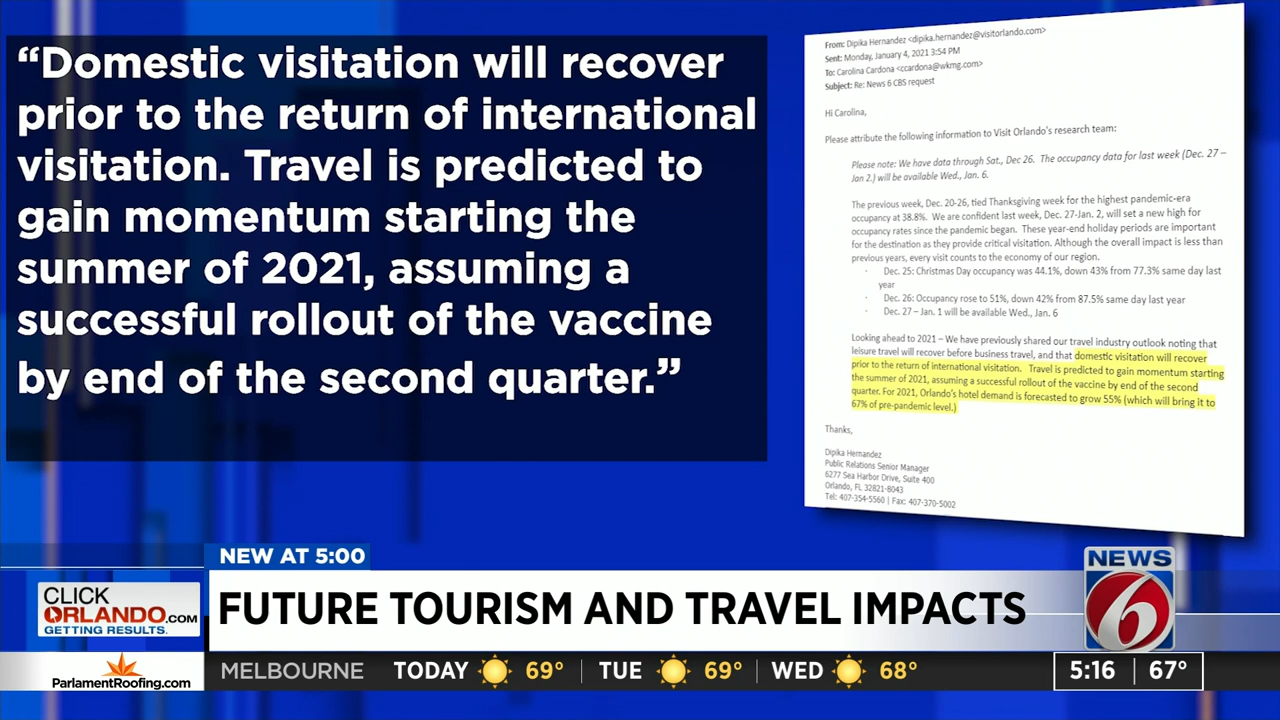 “Domestic visitation will recover
prior to the return of international
visitation. Travel is predicted to
gain momentum starting the
summer of 2021, assuming a
successful rollout of the vaccine
by end of the second quarter.”
From: Dipika Hernandez <dipika.hernandez@visitorlando.com>
Sent: Monday, January 4, 2021 3:54 PM
To: Carolina Cardona <ccardona@wkmg.com>
Subject: Re: News 6 CBS request
Hi Carolina,
Please attribute the following information to Visit Orlando's research team:
Please note: We have data through Sat., Dec 26. The occupancy data for last week (Dec. 27 –
Jan 2.) will be available Wed., Jan. 6.
The previous week, Dec. 20-26, tied Thanksgiving week for the highest pandemic-era
occupancy at 38.8%. We are confident last week, Dec. 27-Jan. 2, will set a new high for
occupancy rates since the pandemic began. These year-end holiday periods are important
for the destination as they provide critical visitation. Although the overall impact is less than
previous years, every visit counts to the economy of our region.
· Dec. 25: Christmas Day occupancy was 44.1%, down 43% from 77.3% same day last
year
· Dec. 26: Occupancy rose to 51%, down 42% from 87.5% same day last year
· Dec. 27 – Jan. 1 will be available Wed., Jan. 6
Looking ahead to 2021 – We have previously shared our travel industry outlook noting that
leisure travel will recover before business travel, and that domestic visitation will recover
prior to the return of international visitation. Travel is predicted to gain momentum starting
the summer of 2021, assuming a successful rollout of the vaccine by end of the second
quarter. For 2021, Orlando's hotel demand is forecasted to grow 55% (which will bring it to
67% of pre-pandemic level.)
Thanks,
Dipika Hernandez
Public Relations Senior Manager
6277 Sea Harbor Drive, Suite 400
Orlando, FL 32821-8043
Tel: 407-354-5560 | Fax: 407-370-5002
NEW AT 5:00
CLICK
ORLANDO.com
GETTING RESULTS.
FUTURE TOURISM AND TRAVEL IMPACTS
NEWS
6
ParlamentRoofing.com
MELBOURNE TODAY 69° TUE 69° WED 68°
5:16 67°